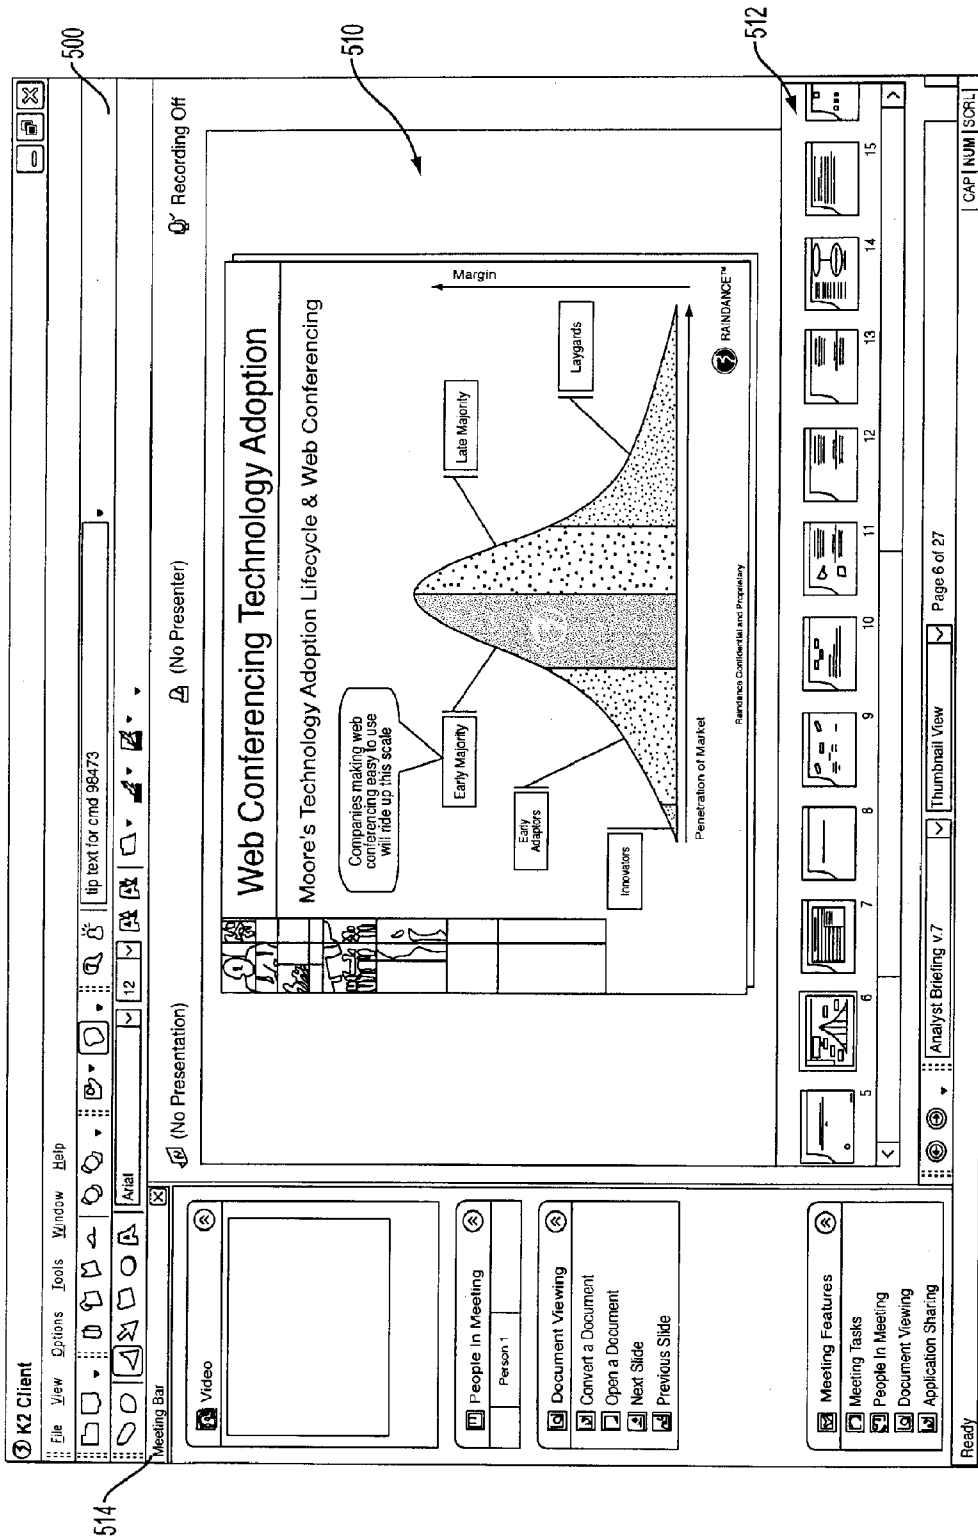 500
K2 Client
File View Options Tools Window Help
tip text for cmd 98473
Arial
12
514
Meeting Bar
(No Presentation)
(No Presenter)
Recording Off
Video
People In Meeting
Person 1
Document Viewing
Convert a Document
Open a Document
Next Slide
Previous Slide
Meeting Features
Meeting Tasks
People In Meeting
Document Viewing
Application Sharing
510
Web Conferencing Technology Adoption
Moore's Technology Adoption Lifecycle & Web Conferencing
Companies making web
conferencing easy to use
will ride up this scale
Margin
Innovators
Early
Adaptors
Early Majority
Late Majority
Laygards
Penetration of Market
RAINDANCE™
Raindance Confidential and Proprietary
512
5 6 7 8 9 10 11 12 13 14 15
Analyst Briefing v.7
Thumbnail View
Page 6 of 27
Ready
CAP NUM SCRL